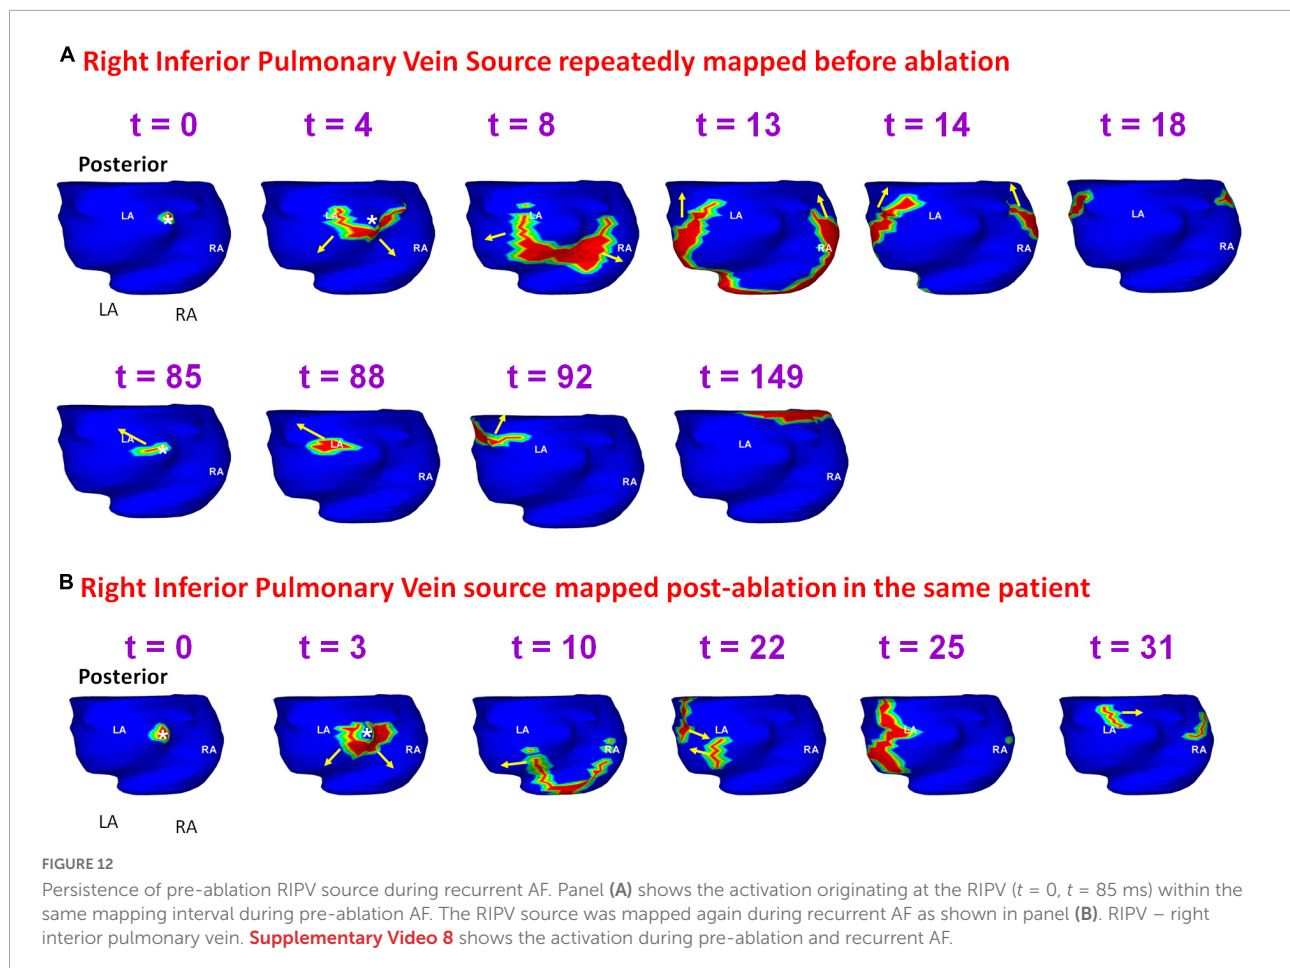 A Right Inferior Pulmonary Vein Source repeatedly mapped before ablation
t = 0 t = 4 t = 8 t = 13 t = 14 t = 18
Posterior
LA * RA LA * RA LA RA LA RA LA RA LA RA
LA RA
t = 85 t = 88 t = 92 t = 149
LA * RA LA RA LA RA LA RA
B Right Inferior Pulmonary Vein source mapped post-ablation in the same patient
t = 0 t = 3 t = 10 t = 22 t = 25 t = 31
Posterior
LA * RA LA * RA LA RA LA RA LA RA LA RA
LA RA
FIGURE 12
Persistence of pre-ablation RIPV source during recurrent AF. Panel (A) shows the activation originating at the RIPV (t = 0, t = 85 ms) within the
same mapping interval during pre-ablation AF. The RIPV source was mapped again during recurrent AF as shown in panel (B). RIPV – right
interior pulmonary vein. Supplementary Video 8 shows the activation during pre-ablation and recurrent AF.